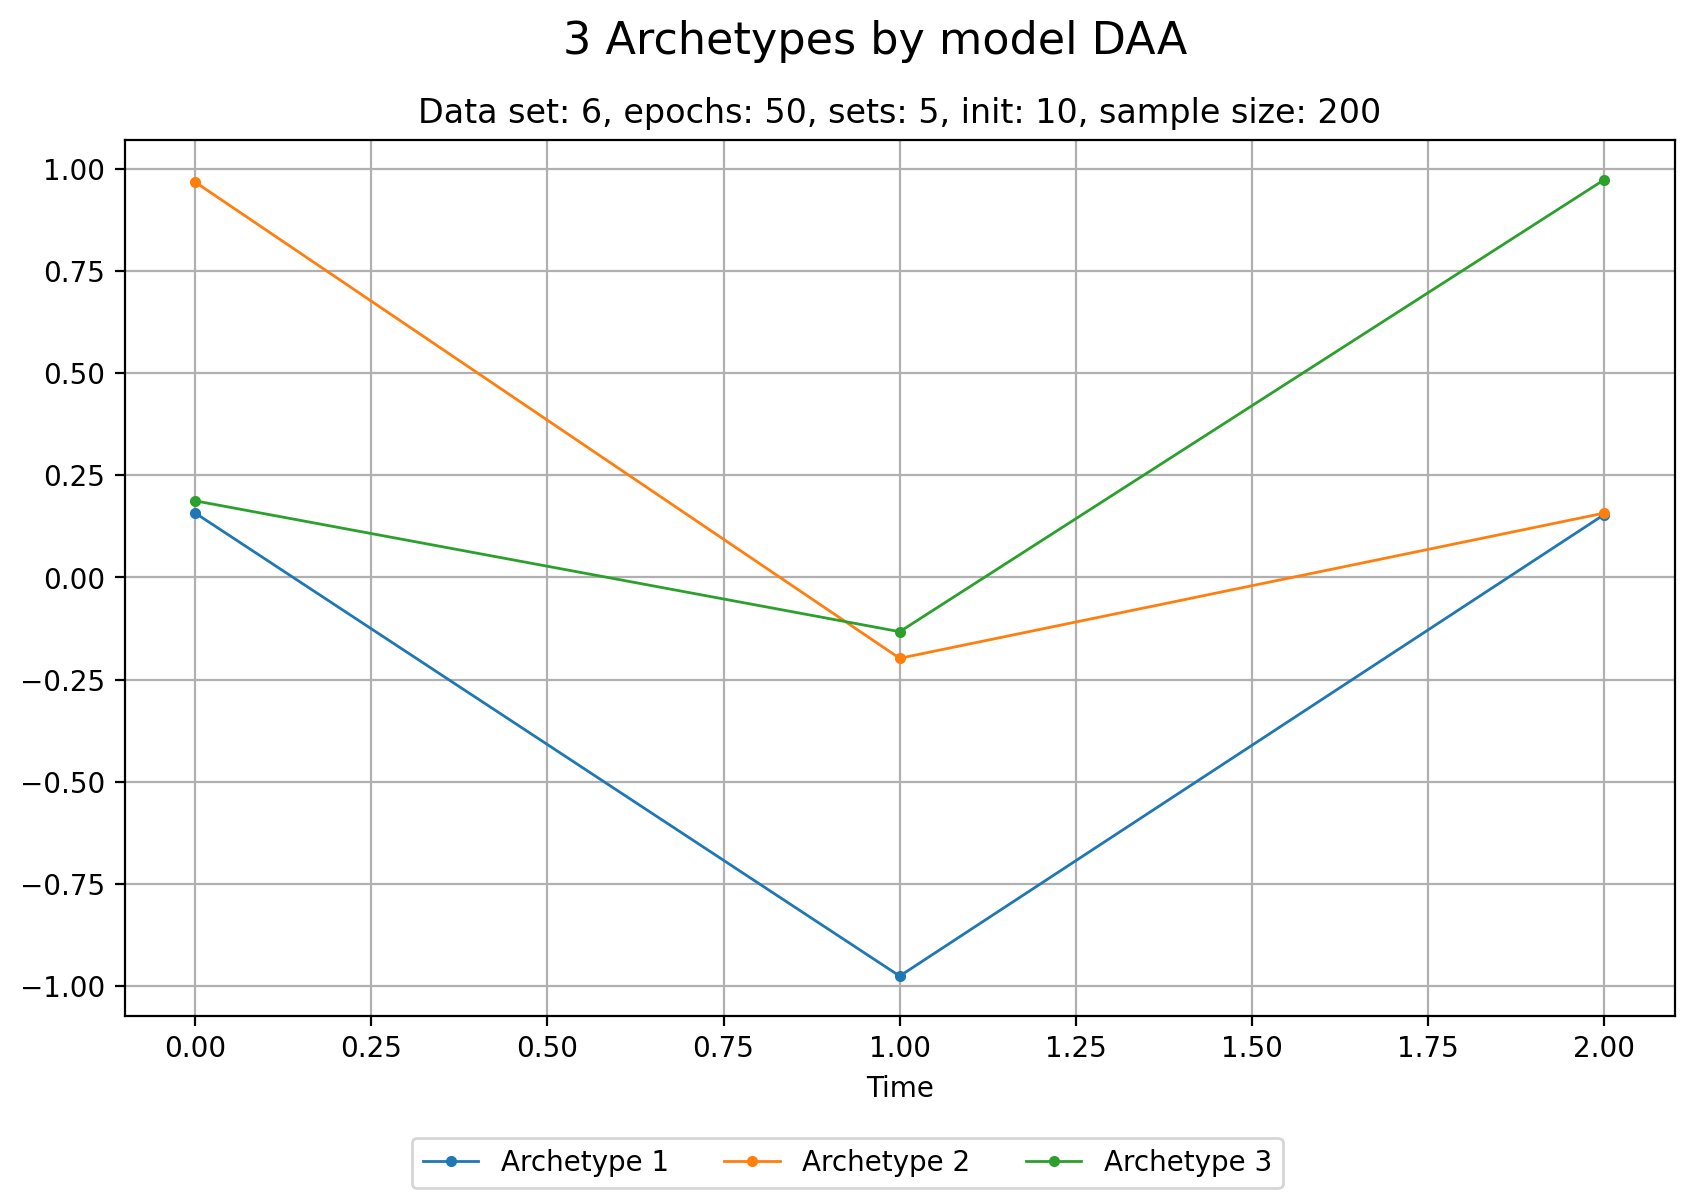 3 Archetypes by model DAA
Data set: 6, epochs: 50, sets: 5, init: 10, sample size: 200
1.00
0.75
0.50
0.25
0.00
−0.25
−0.50
−0.75
−1.00
0.00 0.25 0.50 0.75 1.00 1.25 1.50 1.75 2.00
Time
Archetype 1 Archetype 2 Archetype 3